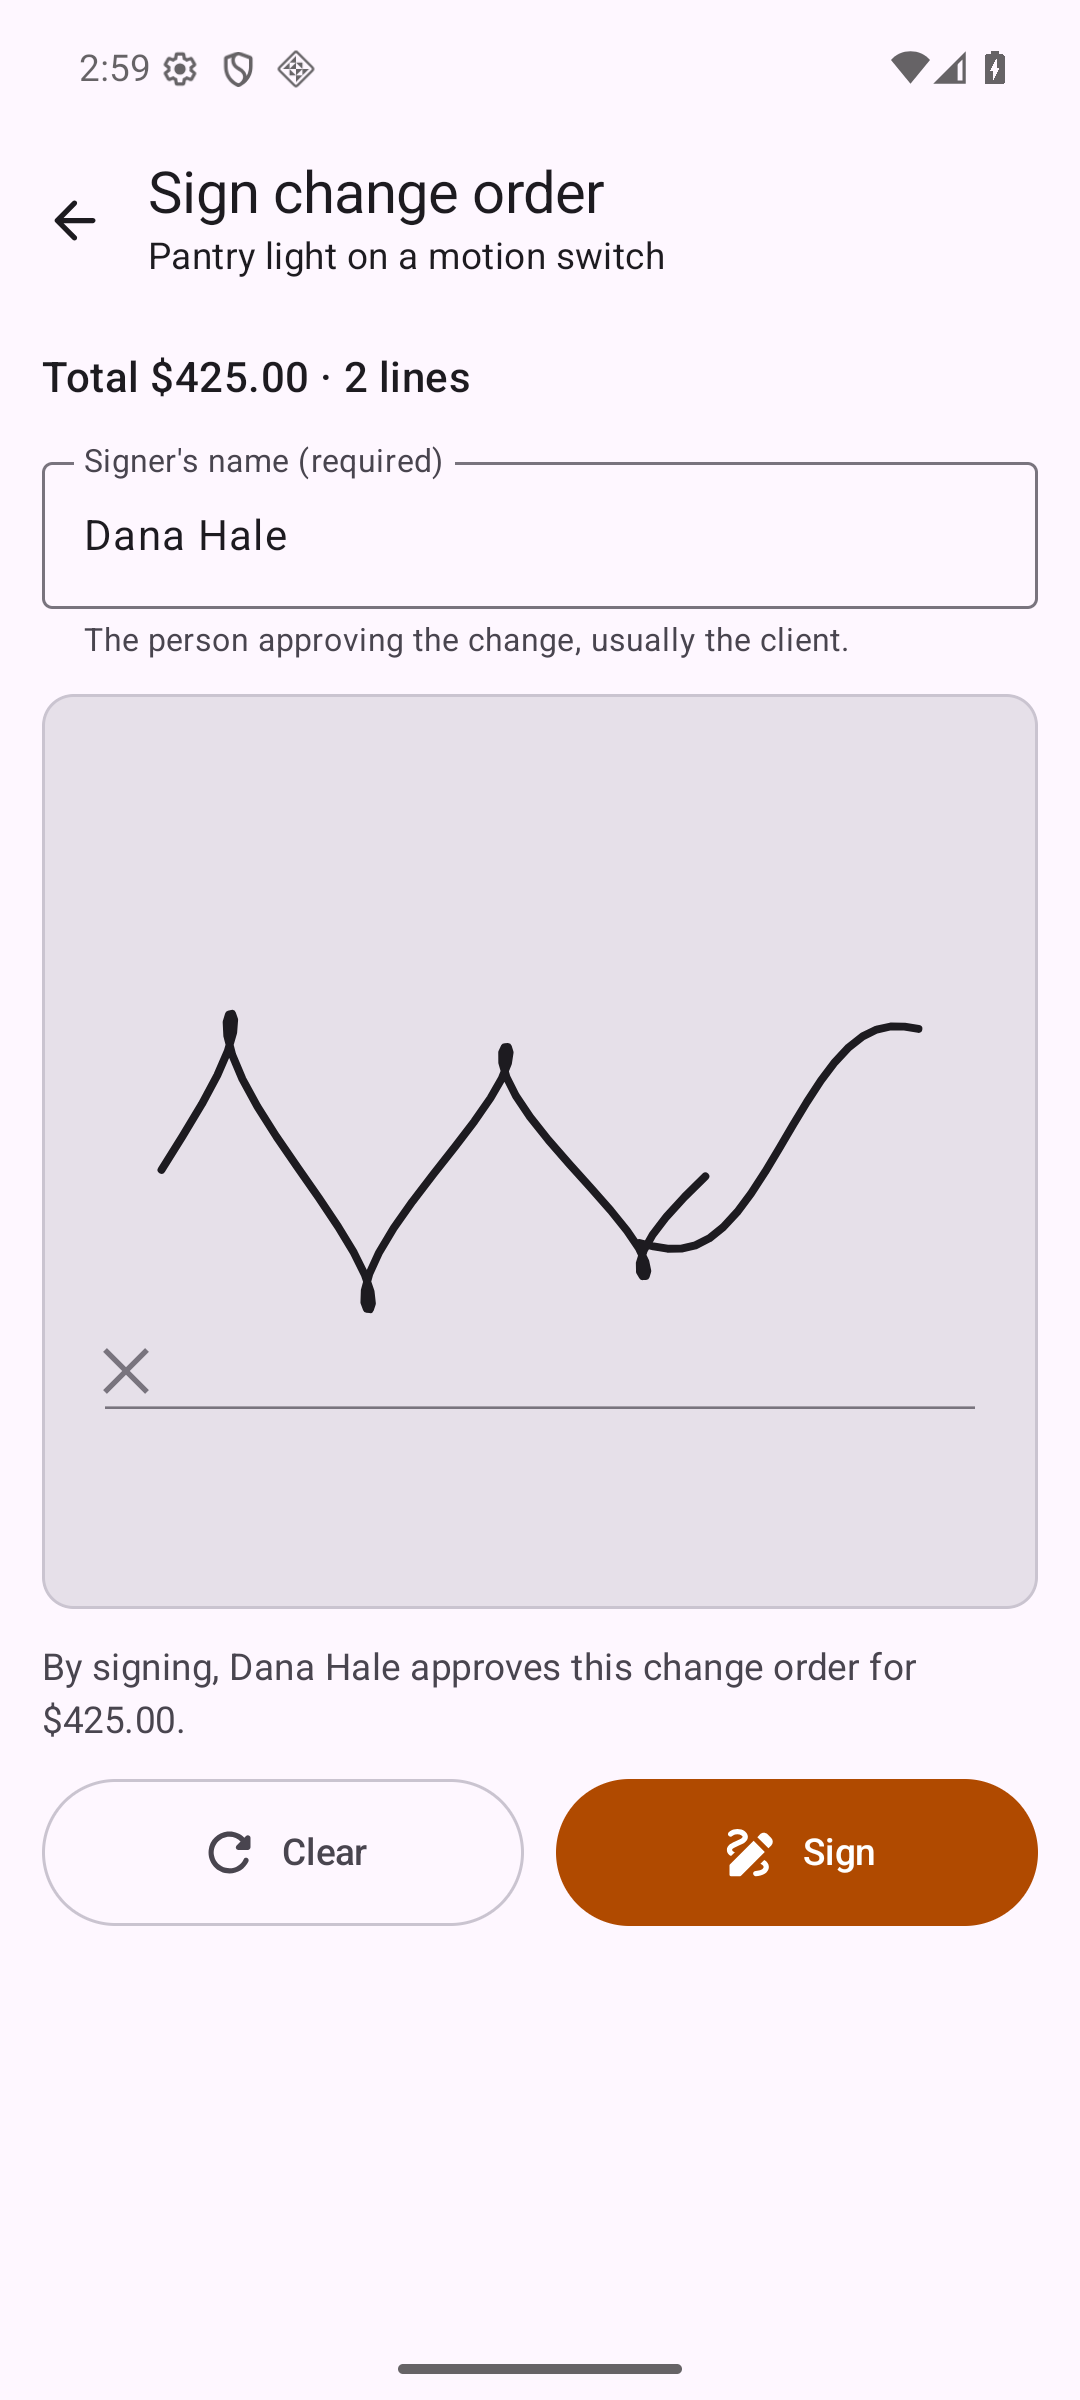 2:59
Sign change order
Pantry light on a motion switch
Total $425.00 · 2 lines
Signer's name (required)
Dana Hale
The person approving the change, usually the client.
By signing, Dana Hale approves this change order for
$425.00.
Clear
Sign